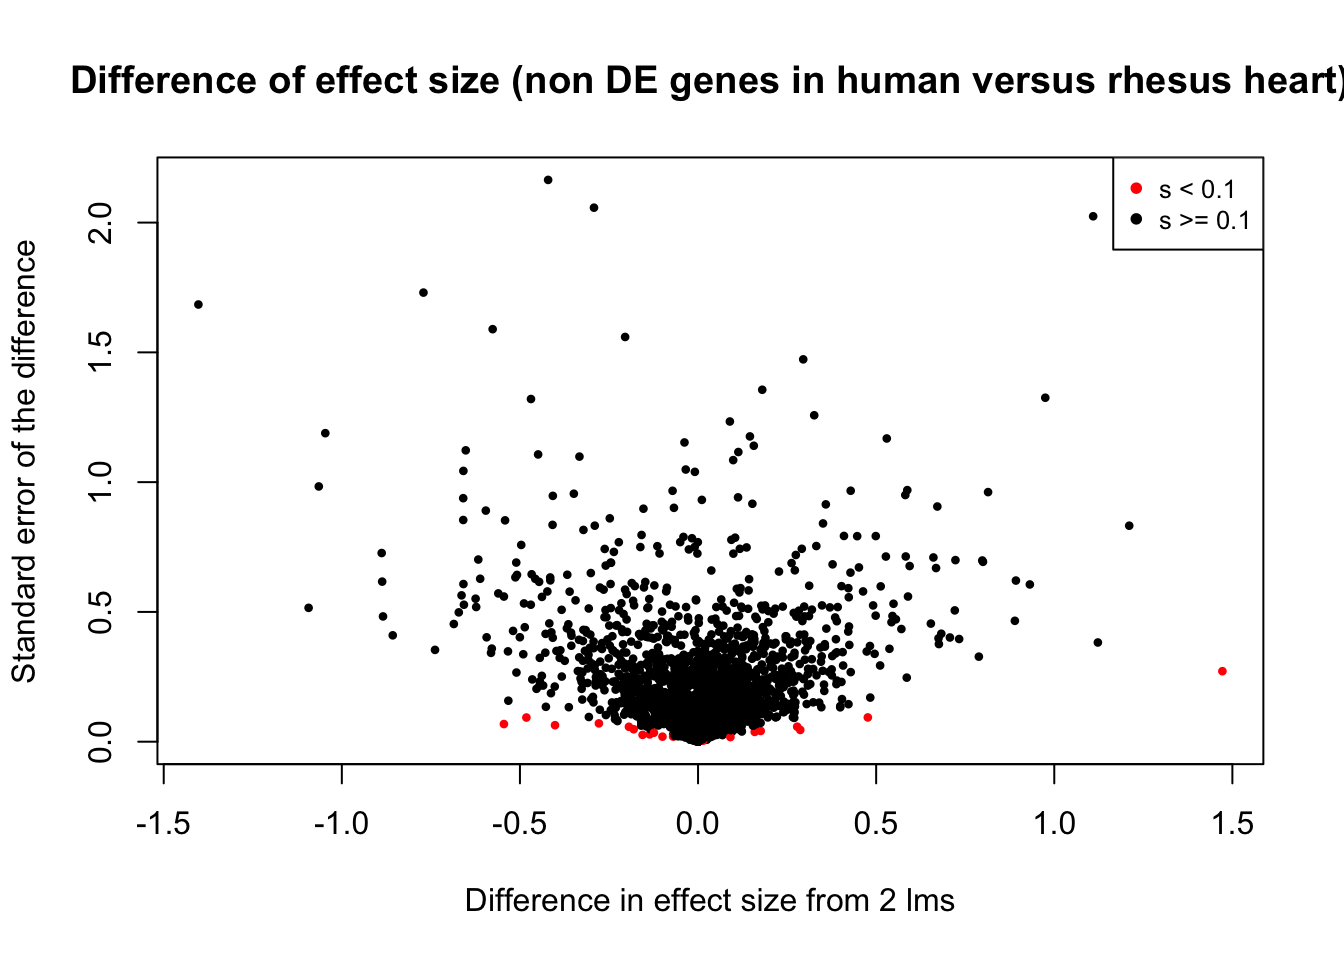 Difference of effect size (non DE genes in human versus rhesus heart)
s < 0.1
s >= 0.1
Standard error of the difference
2.0
1.5
1.0
0.5
0.0
-1.5 -1.0 -0.5 0.0 0.5 1.0 1.5
Difference in effect size from 2 lms